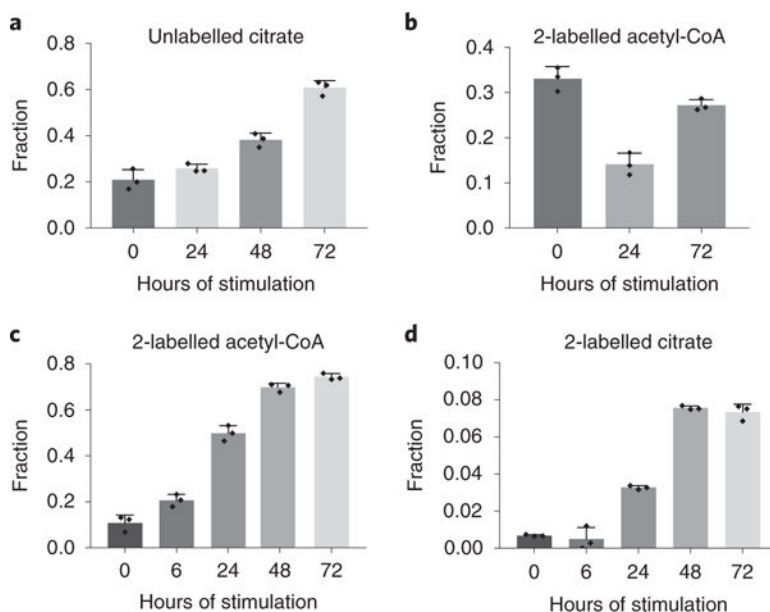 a
Unlabelled citrate
0.8
0.6
0.4
0.2
0.0
Fraction
0 24 48 72
Hours of stimulation
b
2-labelled acetyl-CoA
0.4
0.3
0.2
0.1
0.0
Fraction
0 24 72
Hours of stimulation
c
2-labelled acetyl-CoA
0.8
0.6
0.4
0.2
0.0
Fraction
0 6 24 48 72
Hours of stimulation
d
2-labelled citrate
0.10
0.08
0.06
0.04
0.02
0.00
Fraction
0 6 24 48 72
Hours of stimulation